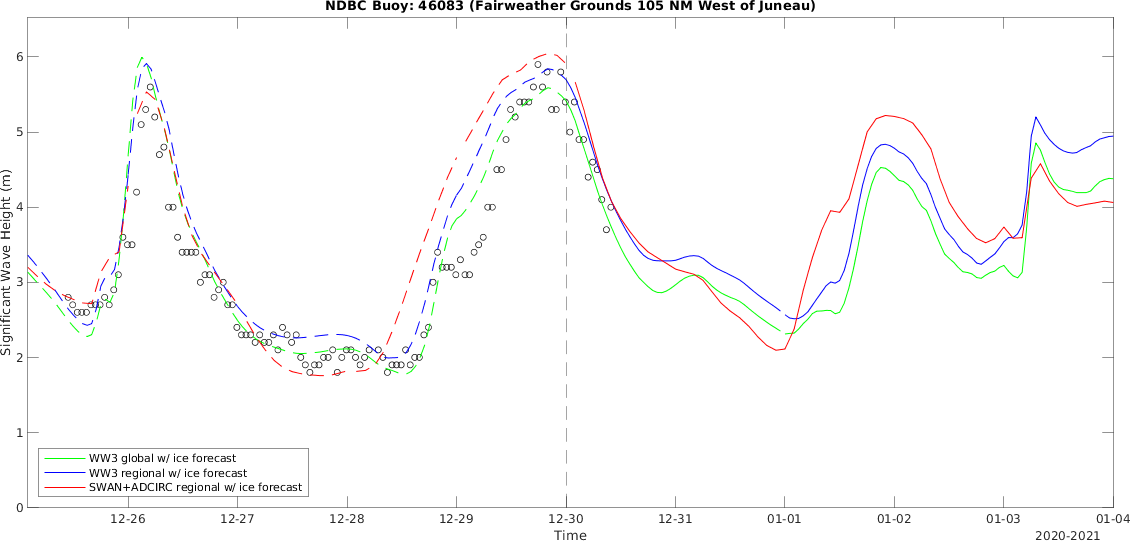 NDBC Buoy: 46083 (Fairweather Grounds 105 NM West of Juneau)
Significant Wave Height (m)
6
5
4
3
2
1
0
WW3 global w/ ice forecast
WW3 regional w/ ice forecast
SWAN+ADCIRC regional w/ ice forecast
12-26 12-27 12-28 12-29 12-30 12-31 01-01 01-02 01-03 01-04
Time
2020-2021